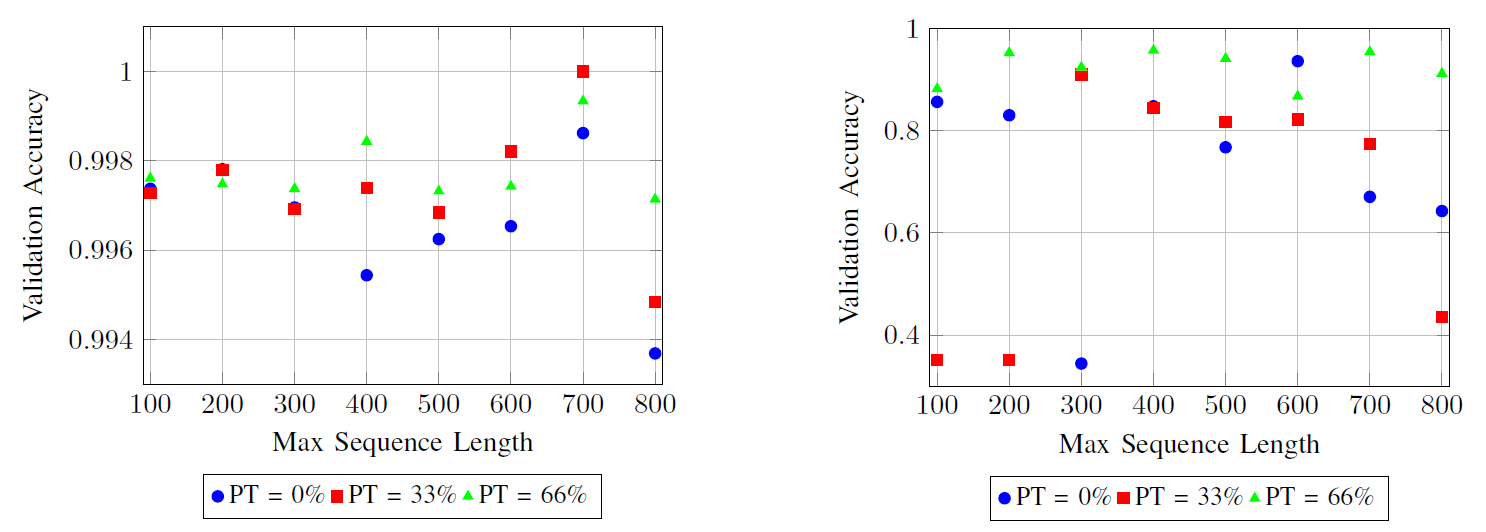 1
0.998
0.996
0.994
Validation Accuracy
100 200 300 400 500 600 700 800
Max Sequence Length
PT = 0% PT = 33% PT = 66%
1
0.8
0.6
0.4
Validation Accuracy
100 200 300 400 500 600 700 800
Max Sequence Length
PT = 0% PT = 33% PT = 66%